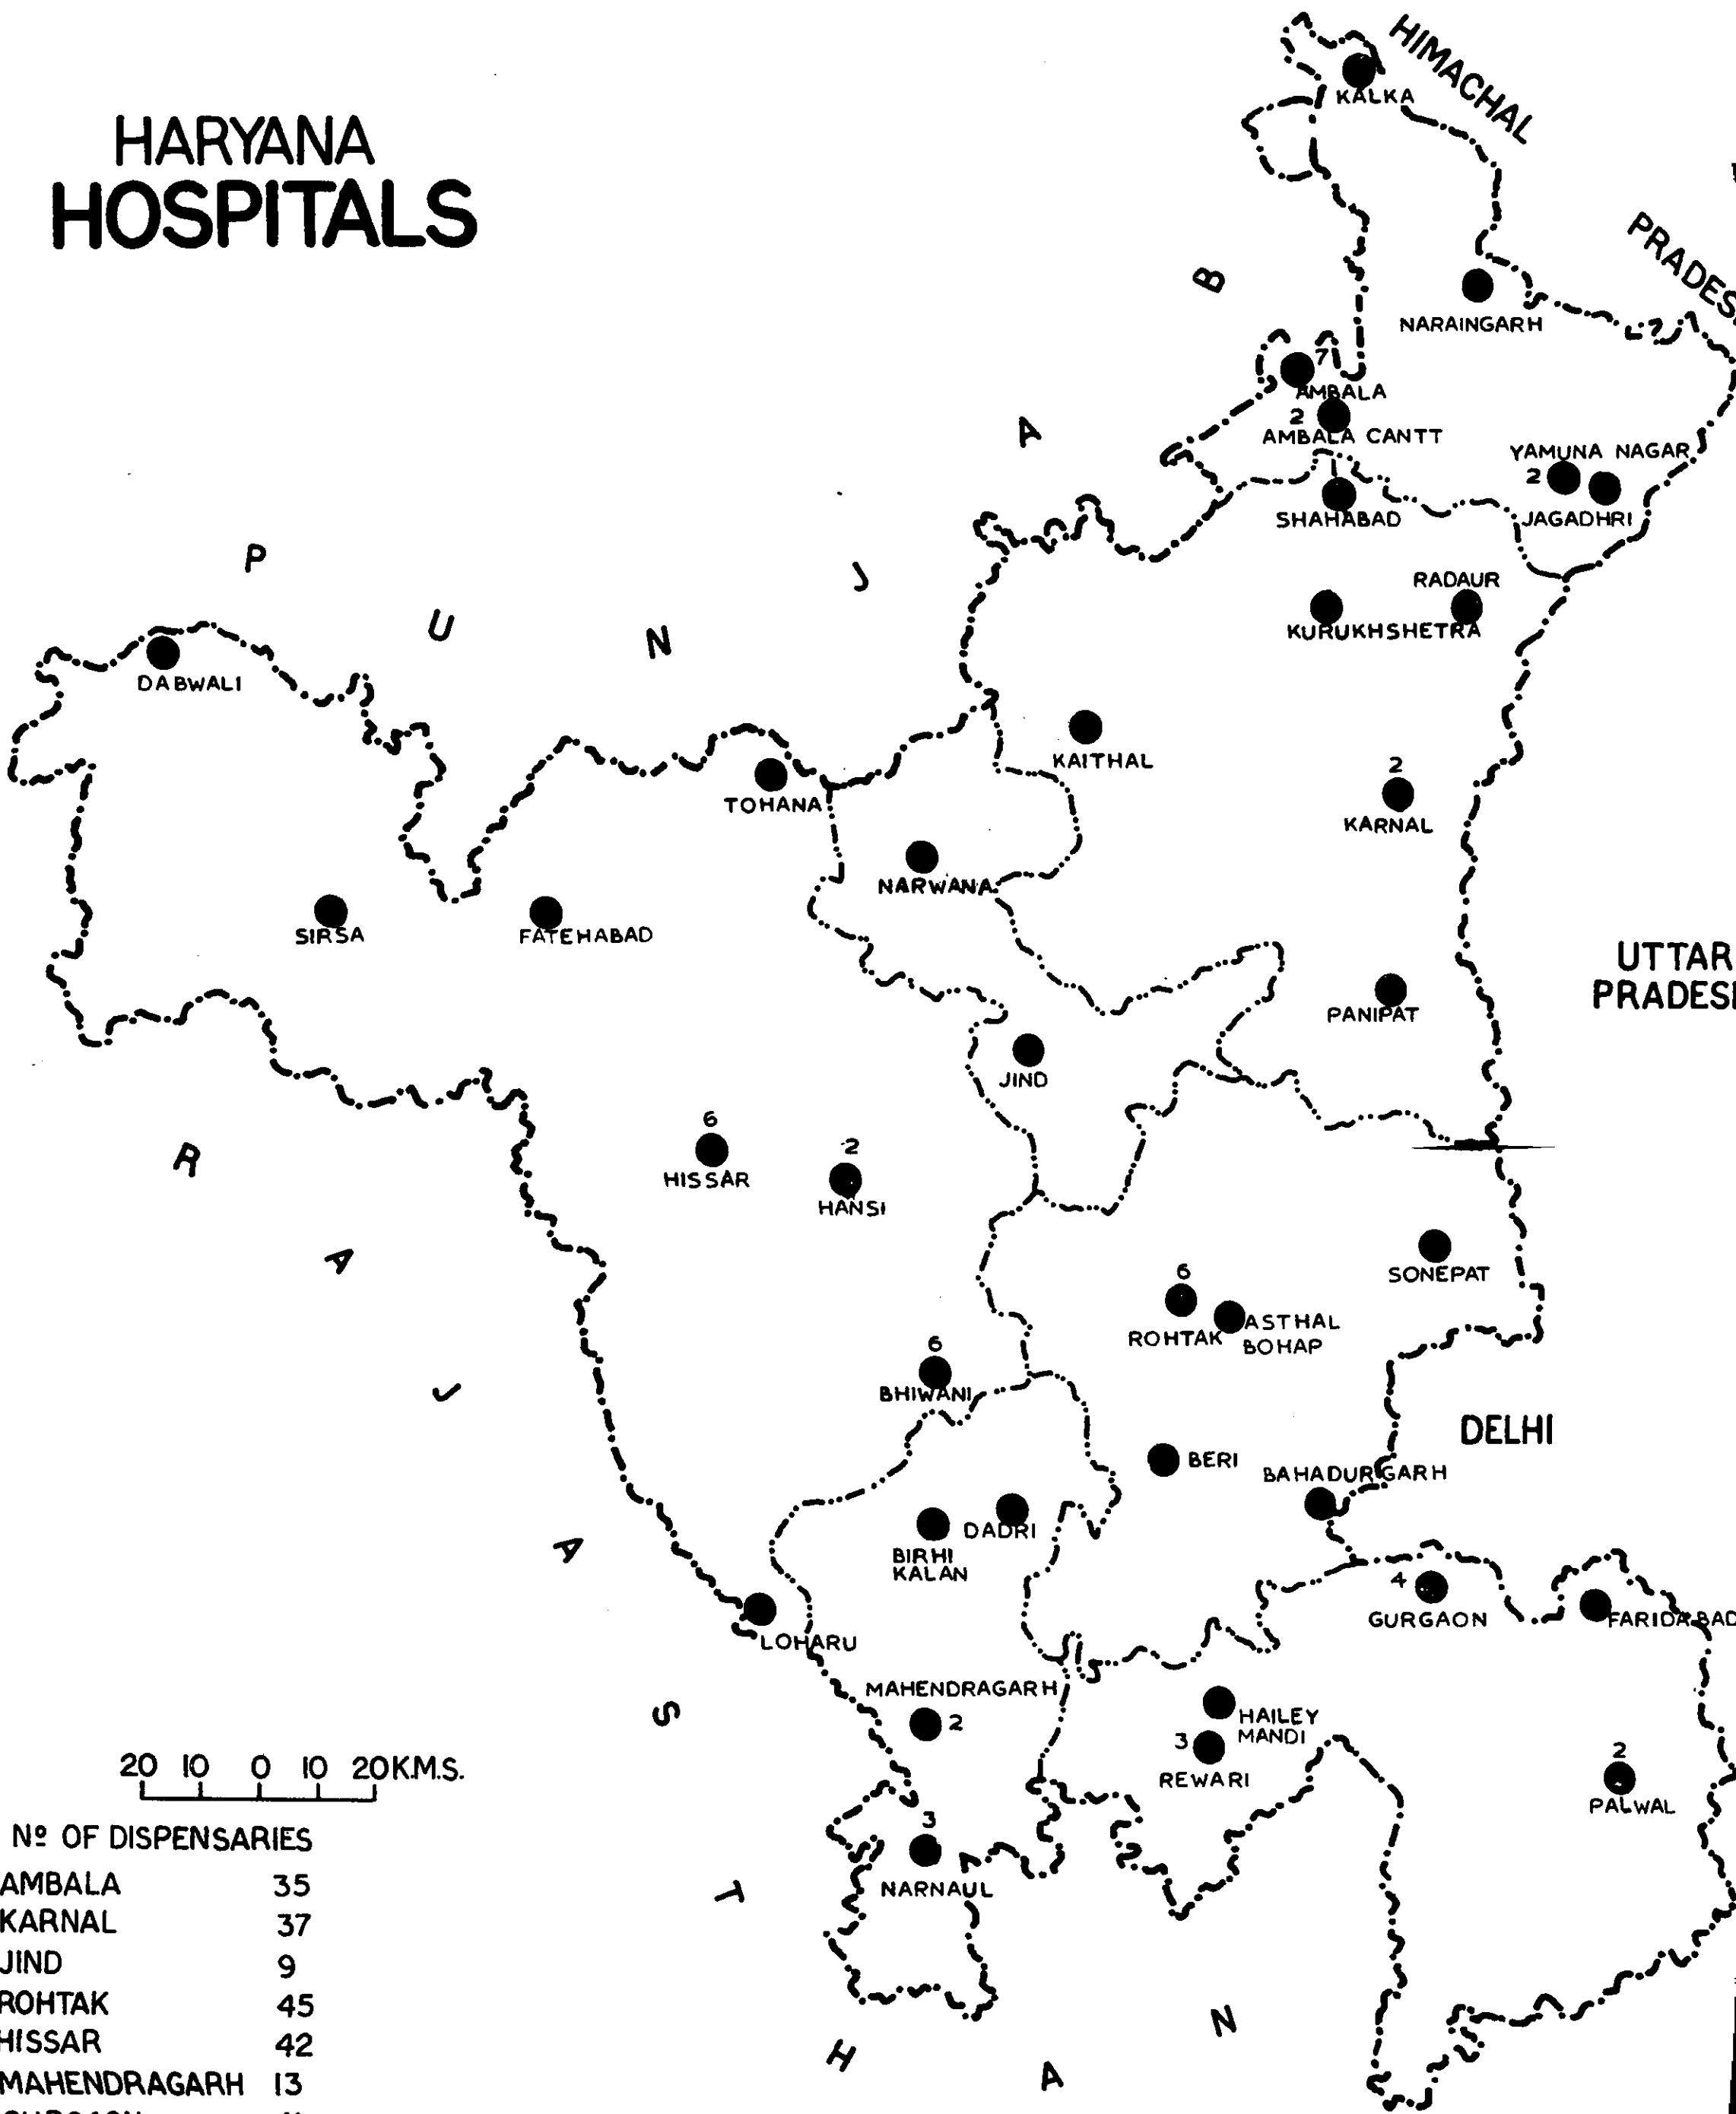 HARYANA
HOSPITALS
HIMACHAL
KALKA
NARAINGARH
P U N J A B
7
AMBALA
2
AMBALA CANTT
YAMUNA NAGAR
2
JAGADHRI
SHAHABAD
RADAUR
KURUKHSHETRA
DABWALI
KAITHAL
TOHANA
2
KARNAL
NARWANA
SIRSA
FATEHABAD
UTTAR
PANIPAT
JIND
6
HISSAR
2
HANSI
SONEPAT
6
ROHTAK
ASTHAL
BOHAP
6
BHIWANI
DELHI
BERI
BAHADURGARH
DADRI
BIRHI
KALAN
4
GURGAON
FARIDABAD
LOHARU
MAHENDRAGARH
2
HAILEY
MANDI
3
REWARI
2
PALWAL
3
NARNAUL
R A J A S T H A N
20 10 0 10 20 K.M.S.
Nº OF DISPENSARIES
AMBALA 35
KARNAL 37
JIND 9
ROHTAK 45
HISSAR 42
MAHENDRAGARH 13